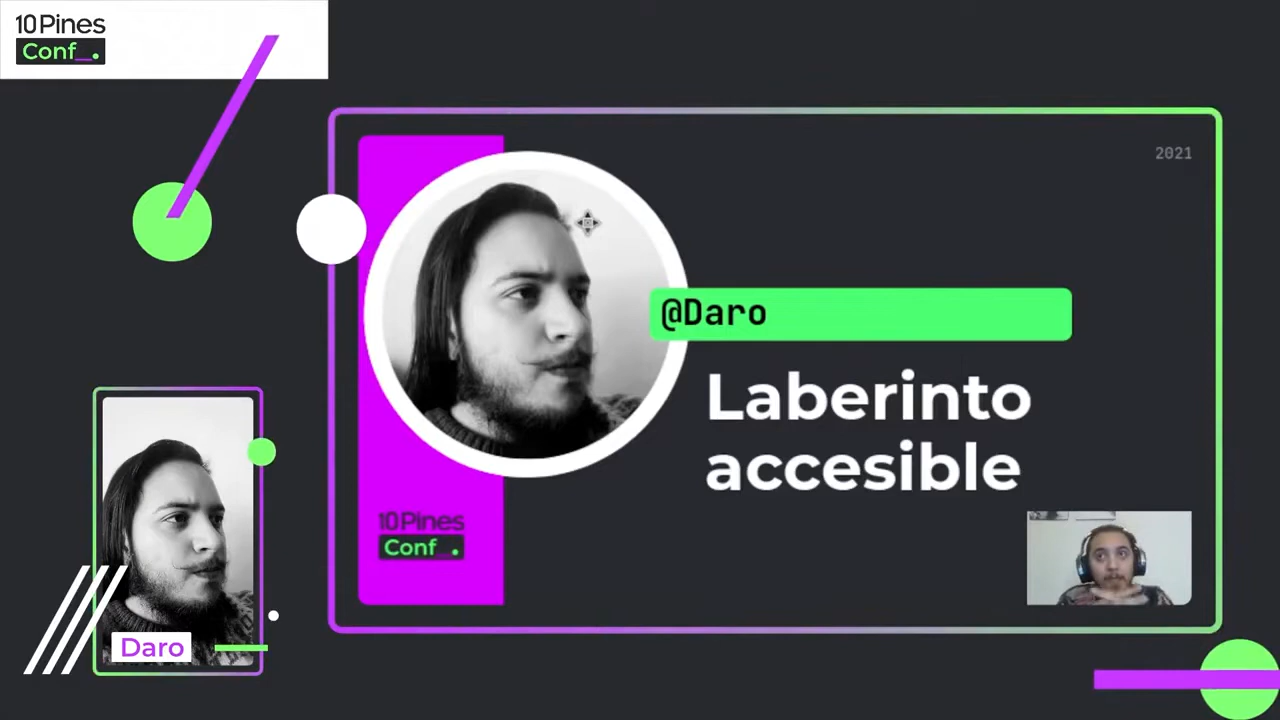 10Pines
Conf_.
2021
@Daro
Laberinto
accesible
10Pines
Conf_.
Daro